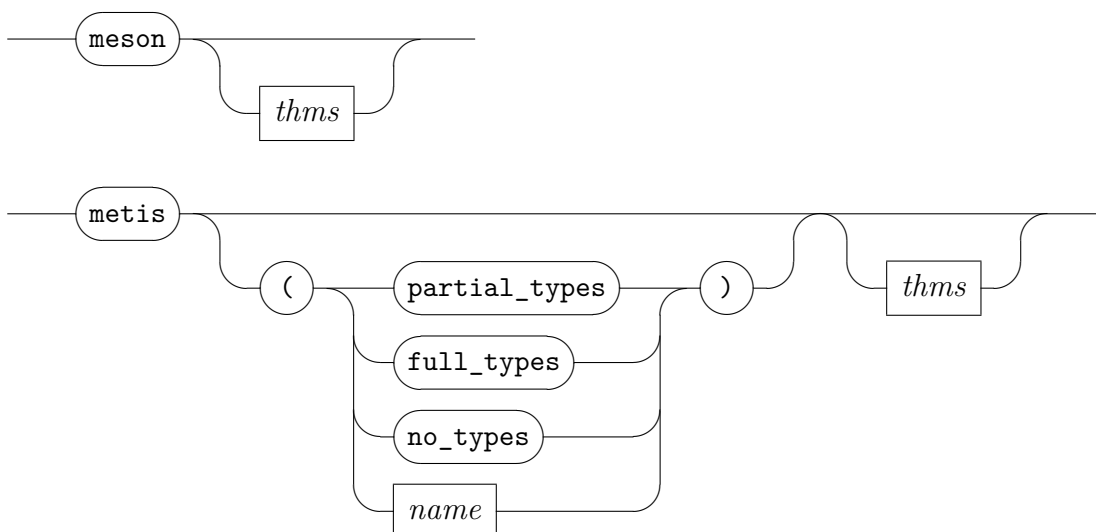 meson
thms
metis
( partial_types ) thms
full_types
no_types
name